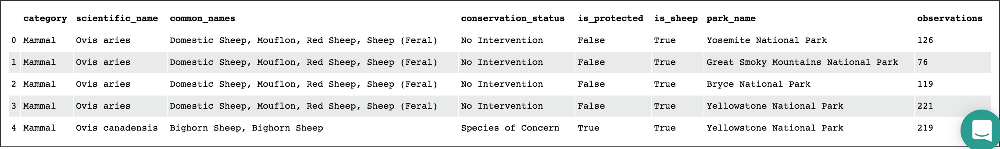 category scientific_name common_names conservation_status is_protected is_sheep park_name observations
0 Mammal Ovis aries Domestic Sheep, Mouflon, Red Sheep, Sheep (Feral) No Intervention False True Yosemite National Park 126
1 Mammal Ovis aries Domestic Sheep, Mouflon, Red Sheep, Sheep (Feral) No Intervention False True Great Smoky Mountains National Park 76
2 Mammal Ovis aries Domestic Sheep, Mouflon, Red Sheep, Sheep (Feral) No Intervention False True Bryce National Park 119
3 Mammal Ovis aries Domestic Sheep, Mouflon, Red Sheep, Sheep (Feral) No Intervention False True Yellowstone National Park 221
4 Mammal Ovis canadensis Bighorn Sheep, Bighorn Sheep Species of Concern True True Yellowstone National Park 219